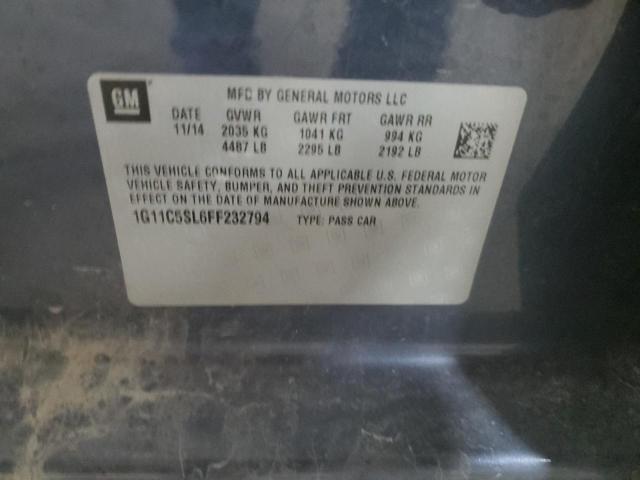 GM
MFD BY GENERAL MOTORS LLC
DATE GVWR GAWR FRT GAWR RR
11/14 2035 KG 1041 KG 994 KG
4487 LB 2295 LB 2192 LB
THIS VEHICLE CONFORMS TO ALL APPLICABLE U.S. FEDERAL MOTOR
VEHICLE SAFETY, BUMPER, AND THEFT PREVENTION STANDARDS IN
EFFECT ON THE DATE OF MANUFACTURE SHOWN ABOVE.
1G11C5SL6FF232794 TYPE: PASS CAR